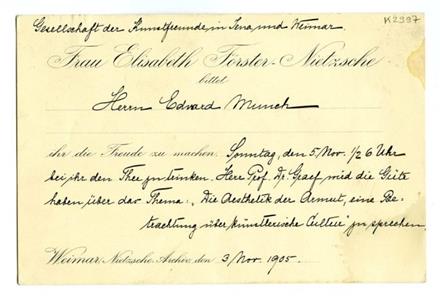 K2397
Gesellschaft der Kunstfreunde in Jena und Weimar.
Frau Elisabeth Förster-Nietzsche
bittet
Herrn Edvard Munch
ihr die Freude zu machen, Sonntag, den 5 Nov. 1/2 6 Uhr
bei ihr den Thee zu trinken. Herr Prof. Dr. Graef wird die Güte
haben, über das Thema: „Die Aesthetik der Armut, eine Be-
trachtung über künstlerische Cultur" zu sprechen.
Weimar, Nietzsche-Archiv, den 3 Nov. 1905.